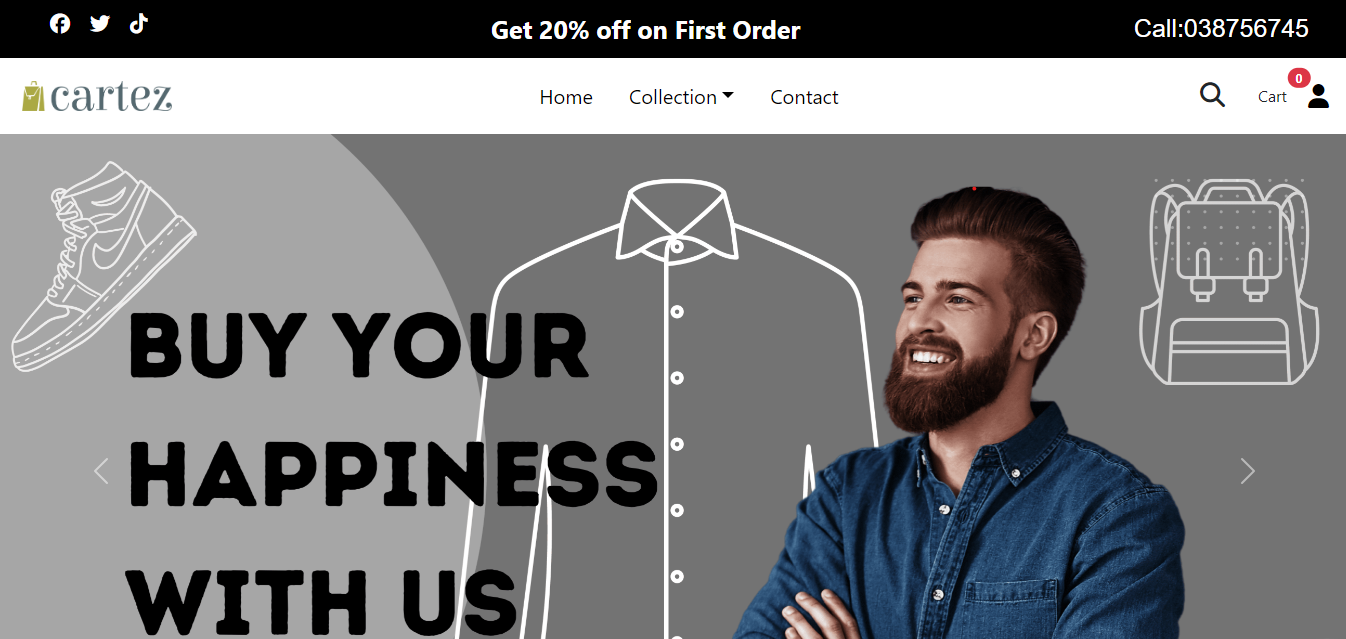 Get 20% off on First Order
Call:038756745
cartez
Home
Collection
Contact
Cart
0
BUY YOUR
HAPPINESS
WITH US